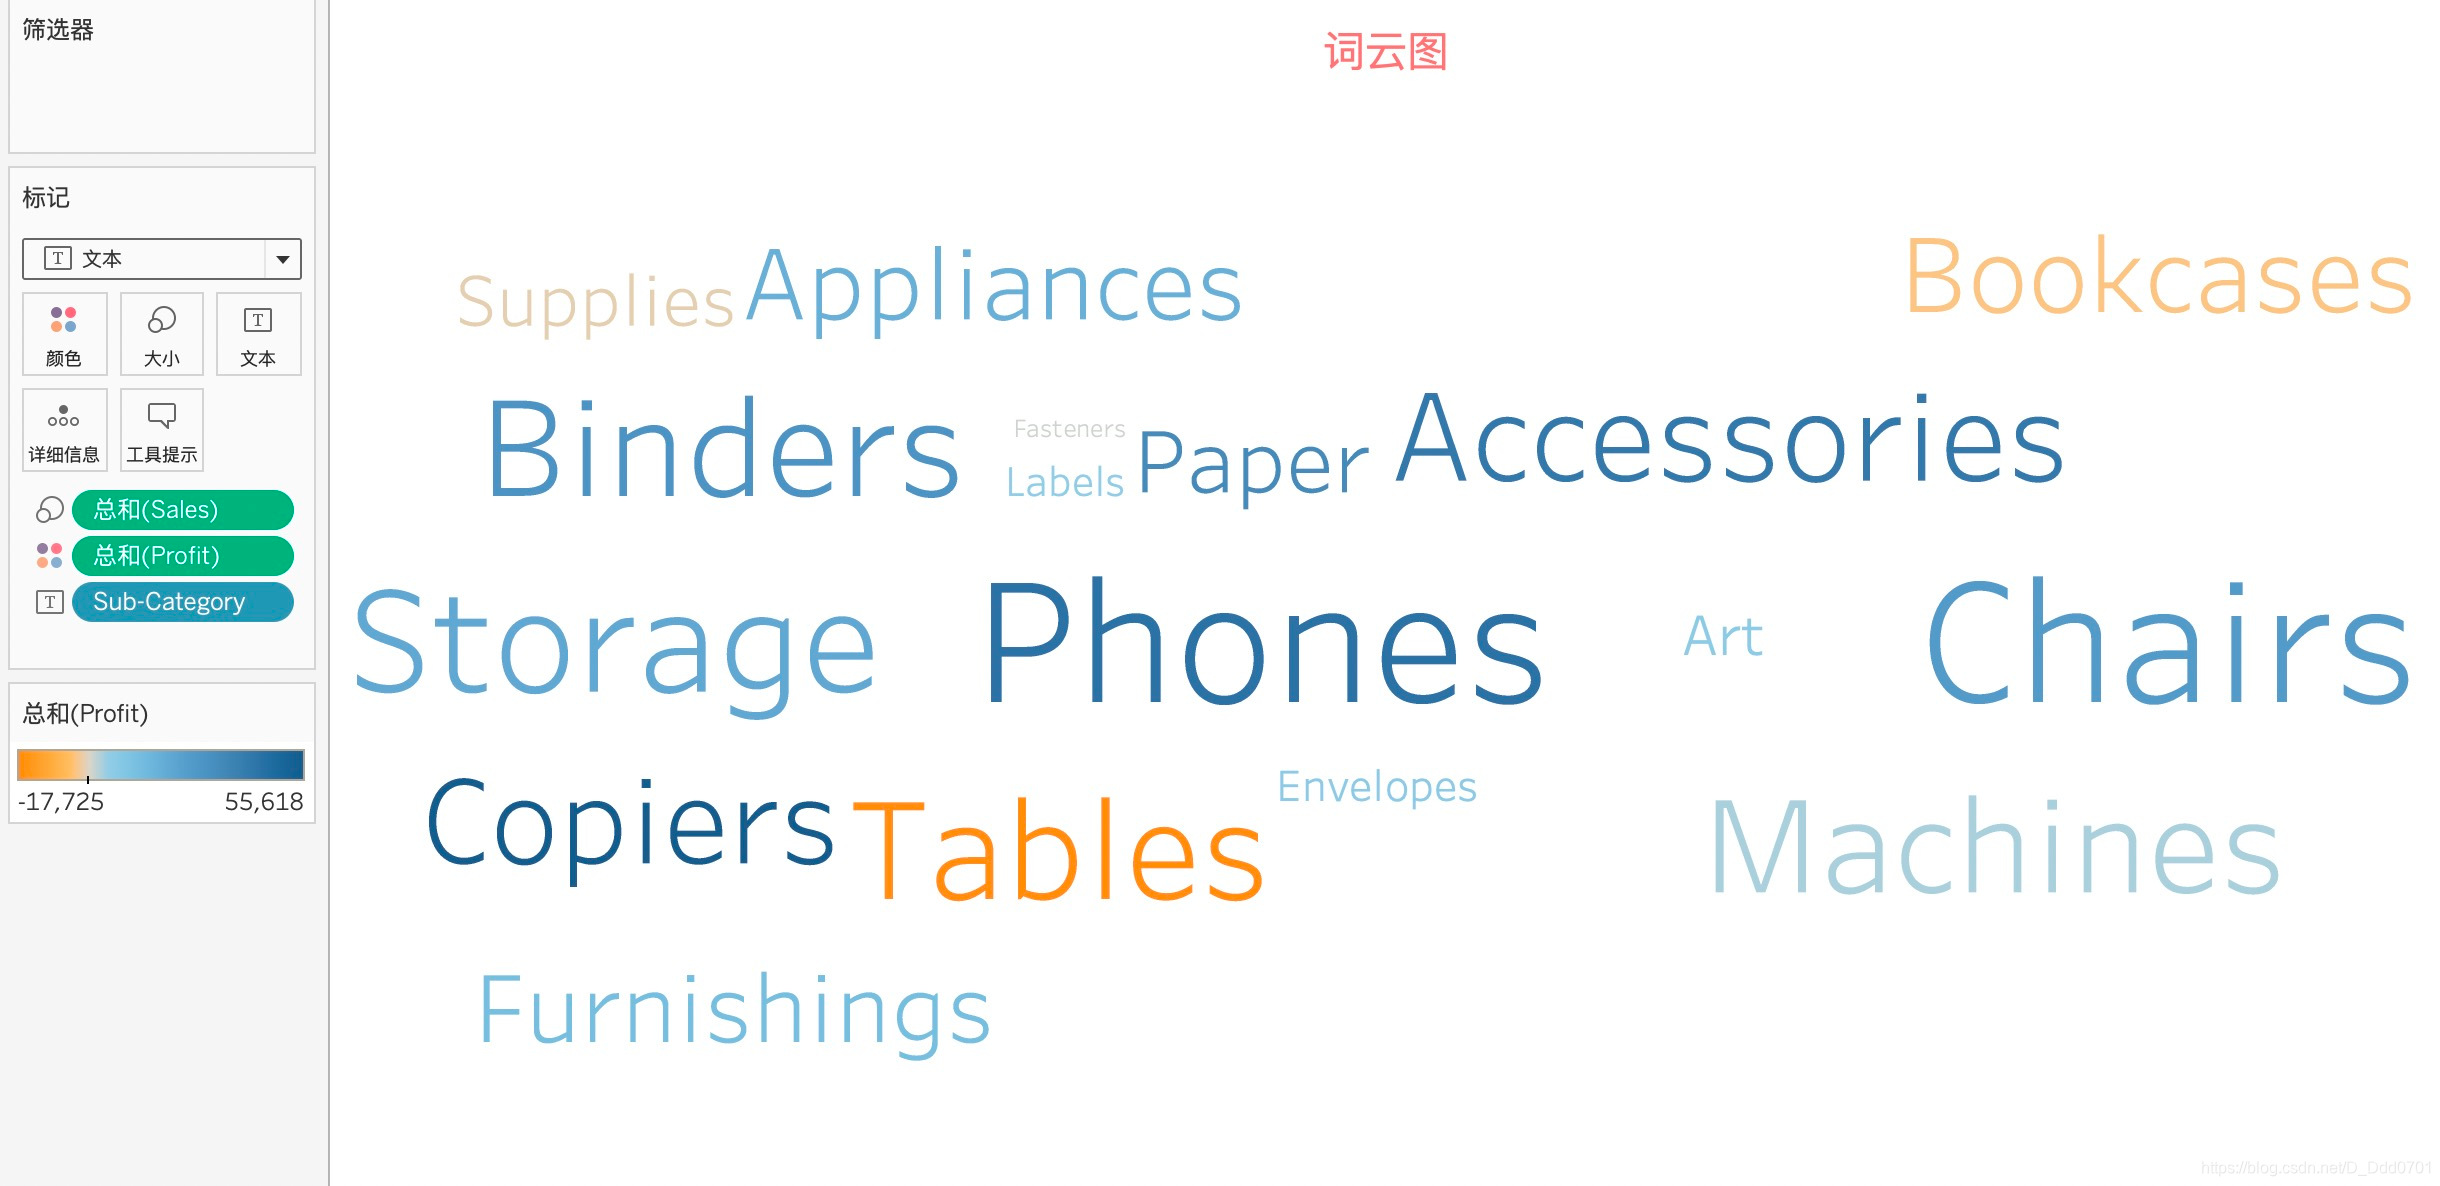 筛选器
标记
文本
颜色
大小
文本
详细信息
工具提示
总和(Sales)
总和(Profit)
Sub-Category
总和(Profit)
-17,725 55,618
词云图
Supplies Appliances Bookcases
Binders Fasteners Labels Paper Accessories
Storage Phones Art Chairs
Copiers Tables Envelopes Machines
Furnishings
https://blog.csdn.net/D_Ddd0701